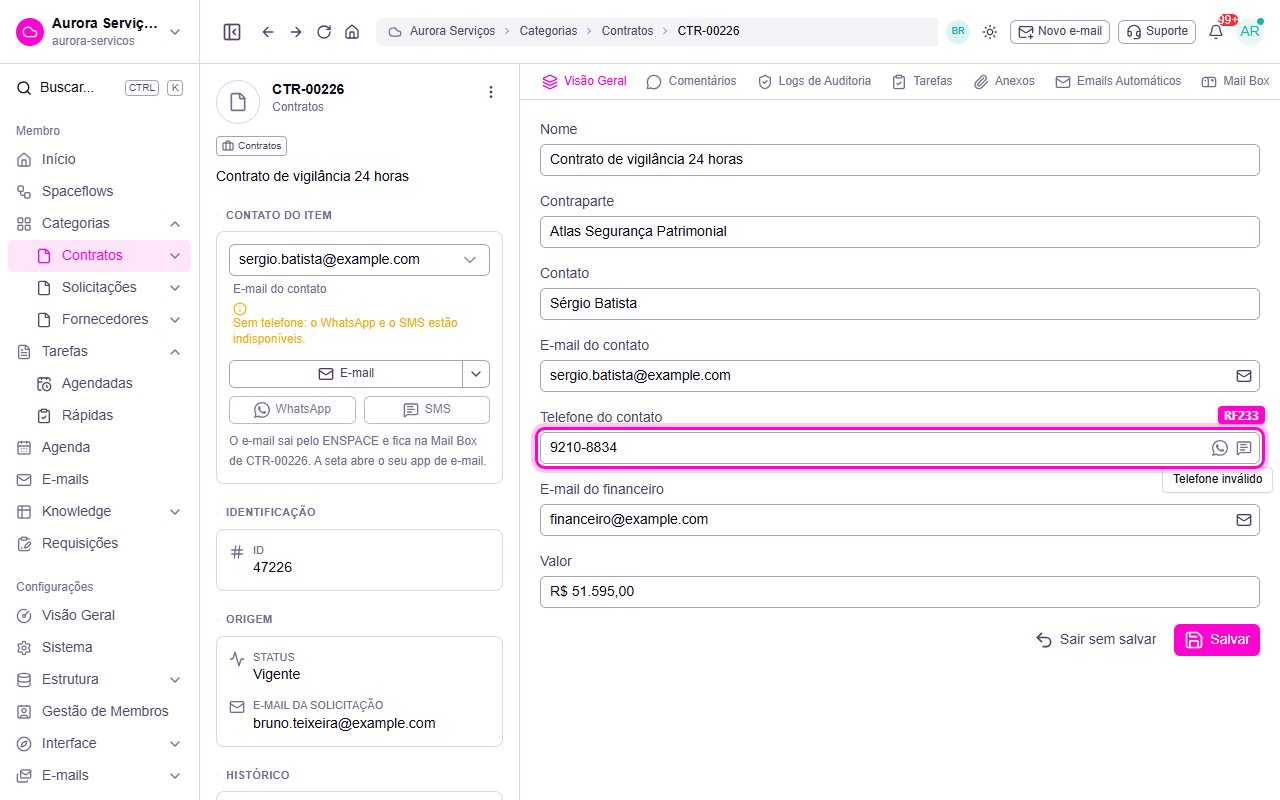 Aurora Serviç...
aurora-servicos
Aurora Serviços
Categorias
Contratos
CTR-00226
BR
Novo e-mail
Suporte
99+
AR
Buscar...
CTRL
K
Membro
Início
Spaceflows
Categorias
Contratos
Solicitações
Fornecedores
Tarefas
Agendadas
Rápidas
Agenda
E-mails
Knowledge
Requisições
Configurações
Visão Geral
Sistema
Estrutura
Gestão de Membros
Interface
E-mails
CTR-00226
Contratos
Contratos
Contrato de vigilância 24 horas
CONTATO DO ITEM
sergio.batista@example.com
E-mail do contato
Sem telefone: o WhatsApp e o SMS estão
indisponíveis.
E-mail
WhatsApp
SMS
O e-mail sai pelo ENSPACE e fica na Mail Box
de CTR-00226. A seta abre o seu app de e-mail.
IDENTIFICAÇÃO
ID
47226
ORIGEM
STATUS
Vigente
E-MAIL DA SOLICITAÇÃO
bruno.teixeira@example.com
HISTÓRICO
Visão Geral
Comentários
Logs de Auditoria
Tarefas
Anexos
Emails Automáticos
Mail Box
Nome
Contrato de vigilância 24 horas
Contraparte
Atlas Segurança Patrimonial
Contato
Sérgio Batista
E-mail do contato
sergio.batista@example.com
Telefone do contato
RF233
9210-8834
Telefone inválido
E-mail do financeiro
financeiro@example.com
Valor
R$ 51.595,00
Sair sem salvar
Salvar